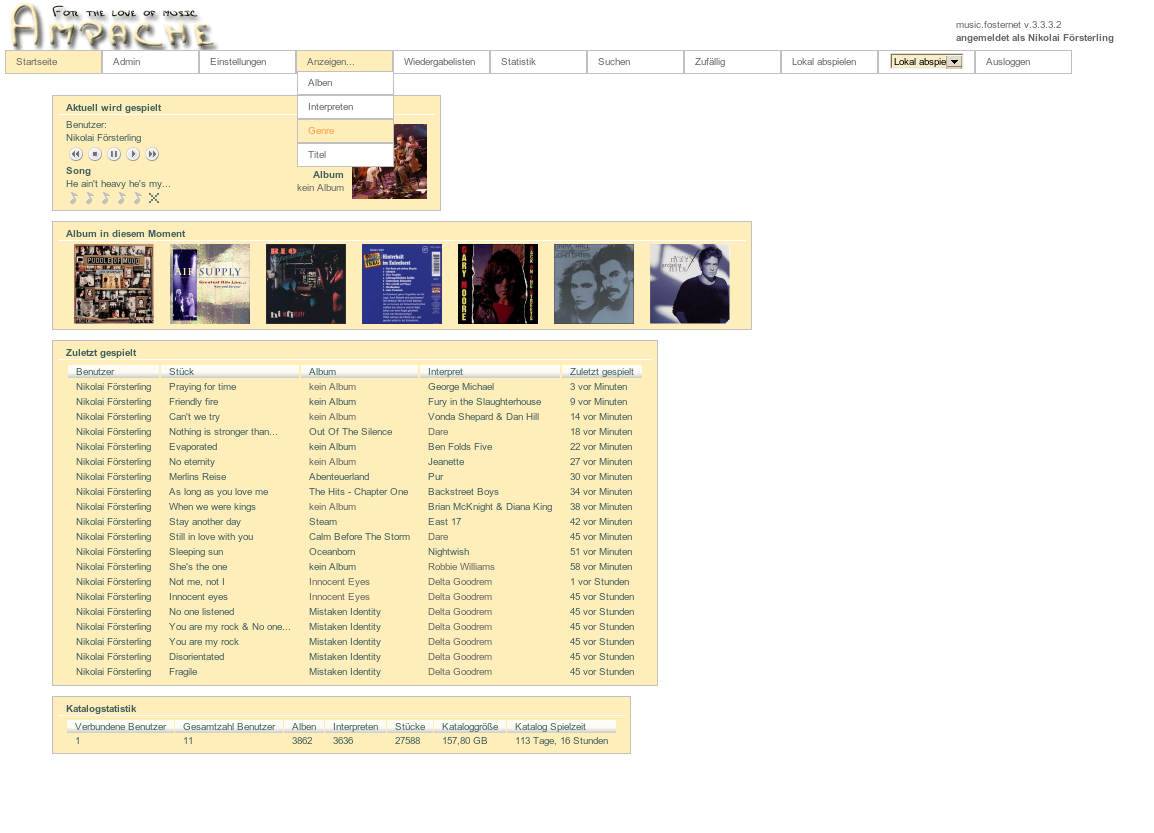 FOR THE LOVE OF MUSIC
AMPACHE
music.fosternet v.3.3.3.2
angemeldet als Nikolai Försterling
Startseite Admin Einstellungen Anzeigen... Wiedergabelisten Statistik Suchen Zufällig Lokal abspielen Lokal abspie Ausloggen
Alben
Interpreten
Genre
Titel
Aktuell wird gespielt
Benutzer:
Nikolai Försterling
Song
He ain't heavy he's my...
Album
kein Album
Album in diesem Moment
PUDDLE OF MUDD
AIR SUPPLY
REO
hi infidelity
GARY MOORE
Zuletzt gespielt
Benutzer Stück Album Interpret Zuletzt gespielt
Nikolai Försterling Praying for time kein Album George Michael 3 vor Minuten
Nikolai Försterling Friendly fire kein Album Fury in the Slaughterhouse 9 vor Minuten
Nikolai Försterling Can't we try kein Album Vonda Shepard & Dan Hill 14 vor Minuten
Nikolai Försterling Nothing is stronger than... Out Of The Silence Dare 18 vor Minuten
Nikolai Försterling Evaporated kein Album Ben Folds Five 22 vor Minuten
Nikolai Försterling No eternity kein Album Jeanette 27 vor Minuten
Nikolai Försterling Merlins Reise Abenteuerland Pur 30 vor Minuten
Nikolai Försterling As long as you love me The Hits - Chapter One Backstreet Boys 34 vor Minuten
Nikolai Försterling When we were kings kein Album Brian McKnight & Diana King 38 vor Minuten
Nikolai Försterling Stay another day Steam East 17 42 vor Minuten
Nikolai Försterling Still in love with you Calm Before The Storm Dare 45 vor Minuten
Nikolai Försterling Sleeping sun Oceanborn Nightwish 51 vor Minuten
Nikolai Försterling She's the one kein Album Robbie Williams 58 vor Minuten
Nikolai Försterling Not me, not I Innocent Eyes Delta Goodrem 1 vor Stunden
Nikolai Försterling Innocent eyes Innocent Eyes Delta Goodrem 45 vor Stunden
Nikolai Försterling No one listened Mistaken Identity Delta Goodrem 45 vor Stunden
Nikolai Försterling You are my rock & No one... Mistaken Identity Delta Goodrem 45 vor Stunden
Nikolai Försterling You are my rock Mistaken Identity Delta Goodrem 45 vor Stunden
Nikolai Försterling Disorientated Mistaken Identity Delta Goodrem 45 vor Stunden
Nikolai Försterling Fragile Mistaken Identity Delta Goodrem 45 vor Stunden
Katalogstatistik
Verbundene Benutzer Gesamtzahl Benutzer Alben Interpreten Stücke Kataloggröße Katalog Spielzeit
1 11 3862 3636 27588 157,80 GB 113 Tage, 16 Stunden